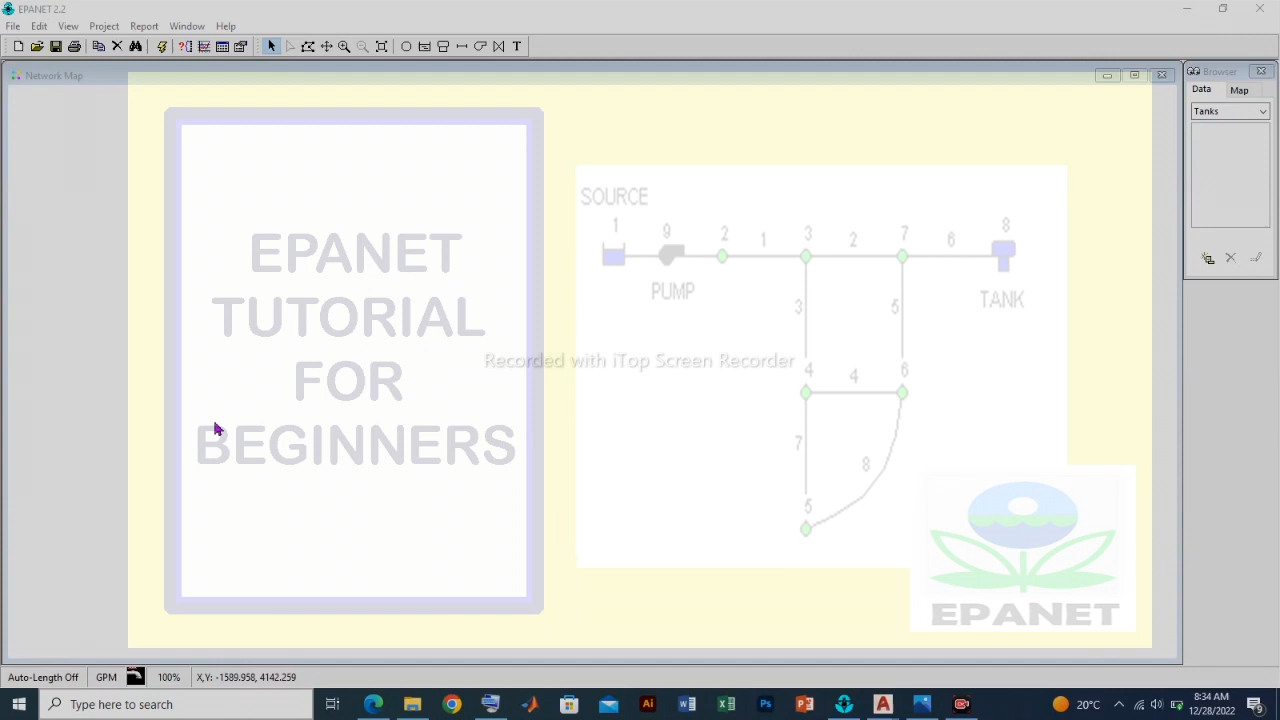 EPANET 2.2
File Edit View Project Report Window Help
T
Network Map
Browser
Data Map
Tanks
EPANET
TUTORIAL
FOR
BEGINNERS
SOURCE
1
9
2
1
3
2
7
6
8
PUMP
TANK
3
5
4
4
6
7
8
5
Recorded with iTop Screen Recorder
EPANET
Auto-Length Off GPM 100% X,Y: -1589.958, 4142.259
Type here to search
20°C
8:34 AM
12/28/2022